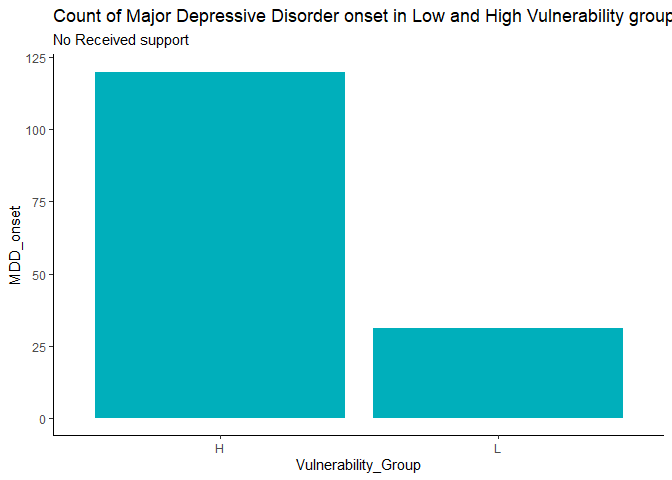 Count of Major Depressive Disorder onset in Low and High Vulnerability group
No Received support
125
100
75
50
25
0
MDD_onset
H L
Vulnerability_Group